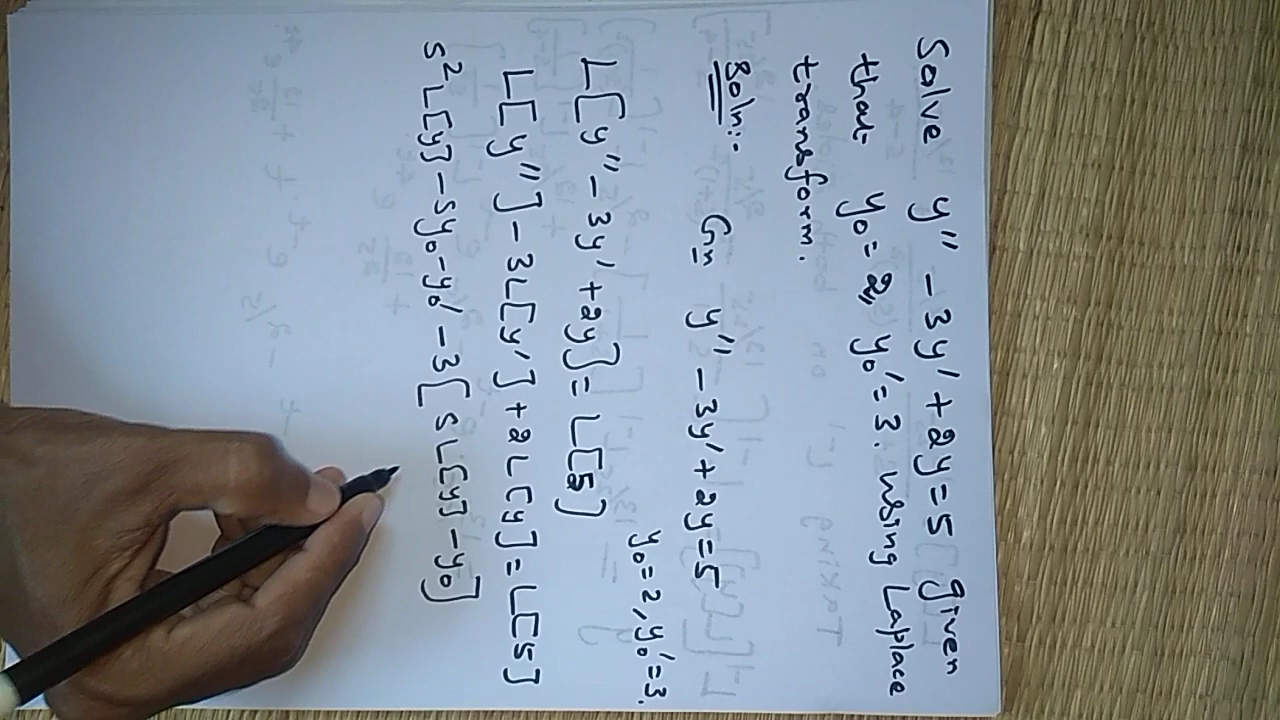 Solve y'' - 3y' + 2y = 5 given
that y₀ = 2, y₀' = 3. using Laplace
transform.
Soln:- Gn y'' - 3y' + 2y = 5
y₀ = 2, y₀' = 3.
L[y'' - 3y' + 2y] = L[5]
L[y''] - 3L[y'] + 2L[y] = L[5]
s²L[y] - sy₀ - y₀' - 3[sL[y] - y₀]